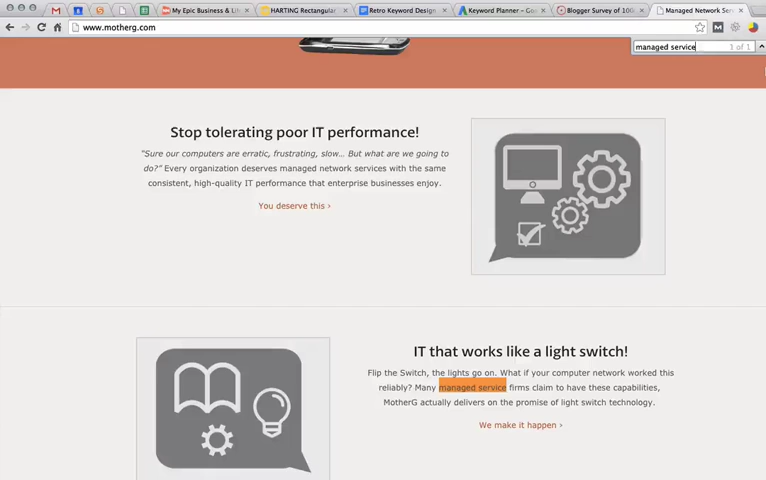 My Epic Business & Life
HARTING Rectangular
Retro Keyword Design
Keyword Planner – Goo
Blogger Survey of 100
Managed Network Serv
www.motherg.com
managed service
1 of 1
Stop tolerating poor IT performance!
“Sure our computers are erratic, frustrating, slow... But what are we going to
do?” Every organization deserves managed network services with the same
consistent, high-quality IT performance that enterprise businesses enjoy.
You deserve this ›
IT that works like a light switch!
Flip the Switch, the lights go on. What if your computer network worked this
reliably? Many managed service firms claim to have these capabilities,
MotherG actually delivers on the promise of light switch technology.
We make it happen ›